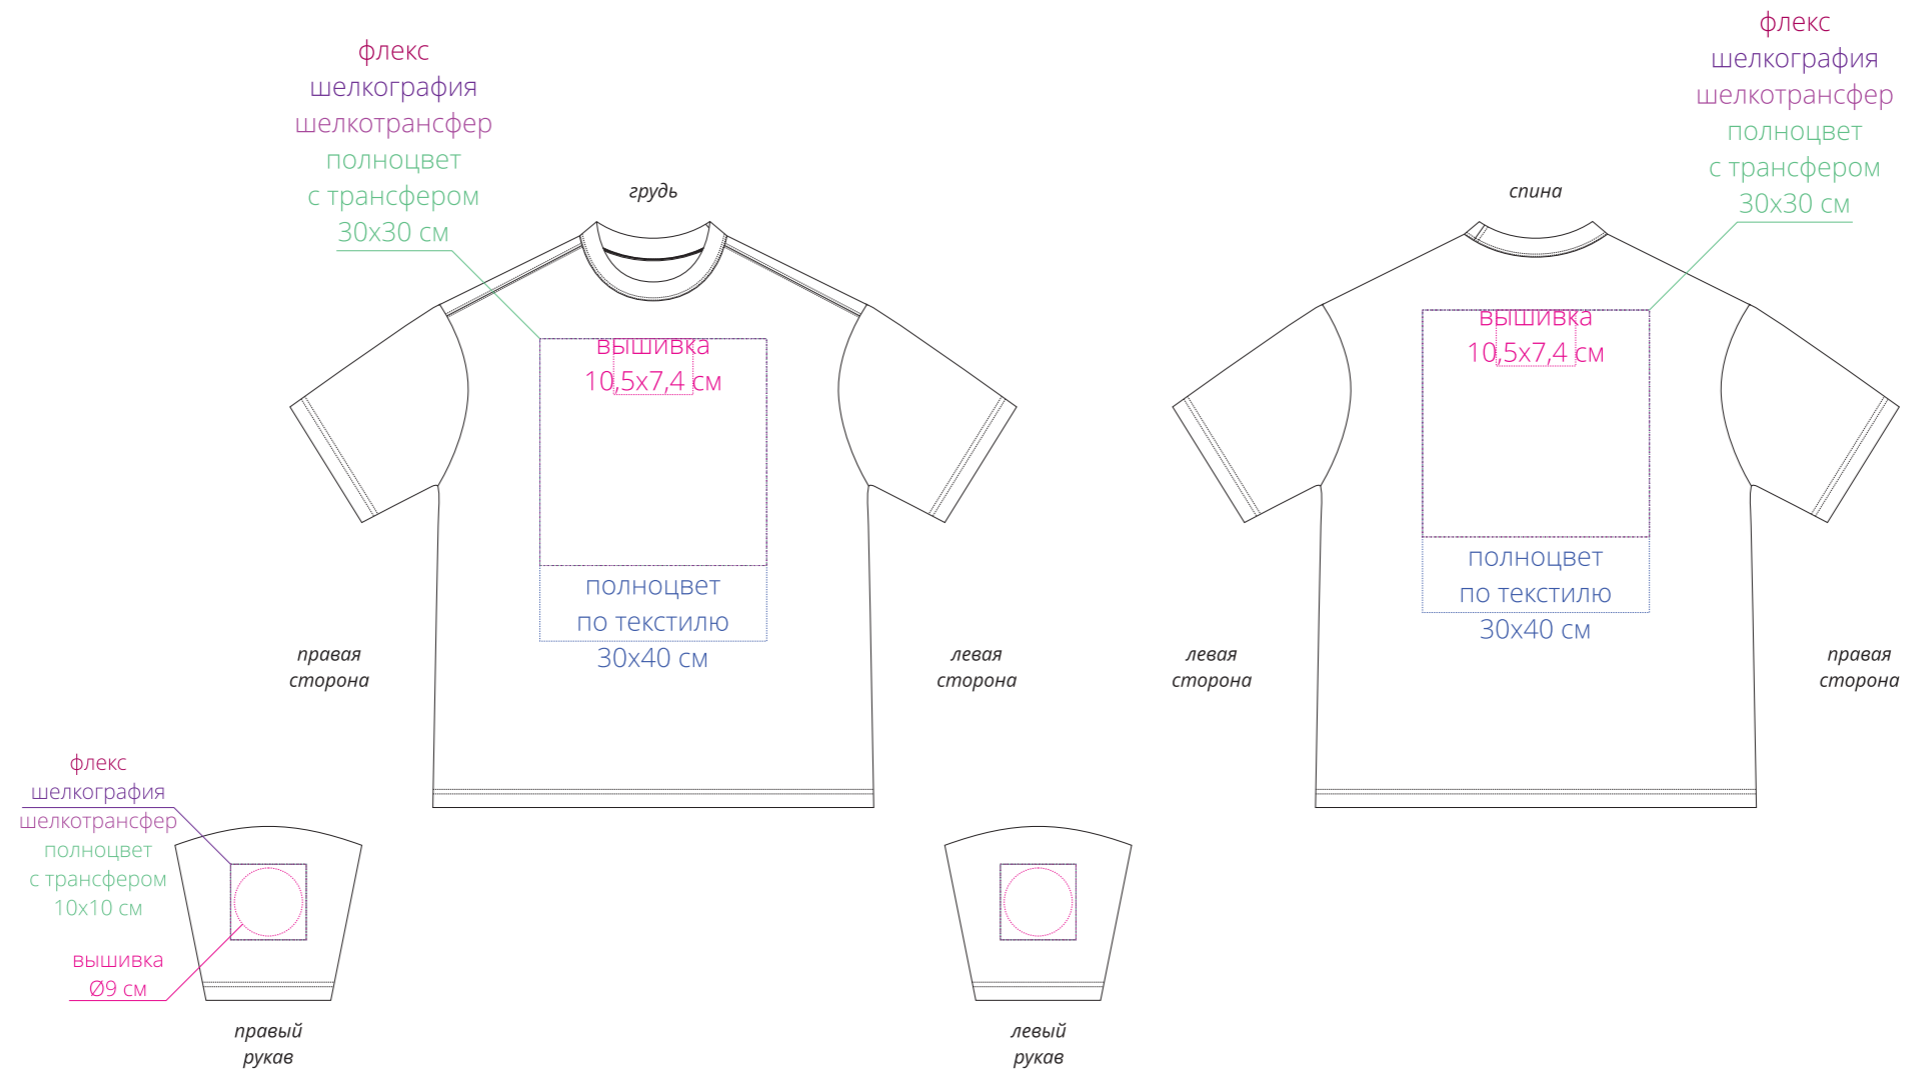 флекс
шелкография
шелкотрансфер
полноцвет
с трансфером
30х30 см
грудь
вышивка
10,5х7,4 см
полноцвет
по текстилю
30х40 см
правая
сторона
левая
сторона
флекс
шелкография
шелкотрансфер
полноцвет
с трансфером
30х30 см
спина
вышивка
10,5х7,4 см
полноцвет
по текстилю
30х40 см
левая
сторона
правая
сторона
флекс
шелкография
шелкотрансфер
полноцвет
с трансфером
10х10 см
вышивка
Ø9 см
правый
рукав
левый
рукав